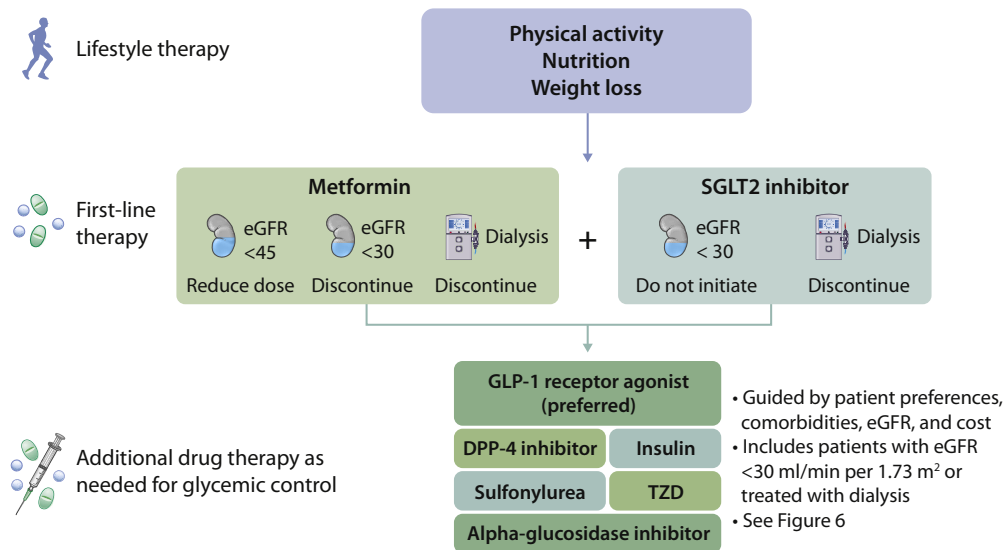 Lifestyle therapy
Physical activity
Nutrition
Weight loss
First-line
therapy
Metformin
eGFR
<45
Reduce dose
eGFR
<30
Discontinue
Dialysis
Discontinue
+
SGLT2 inhibitor
eGFR
< 30
Do not initiate
Dialysis
Discontinue
Additional drug therapy as
needed for glycemic control
GLP-1 receptor agonist
(preferred)
DPP-4 inhibitor
Insulin
Sulfonylurea
TZD
Alpha-glucosidase inhibitor
• Guided by patient preferences,
comorbidities, eGFR, and cost
• Includes patients with eGFR
<30 ml/min per 1.73 m² or
treated with dialysis
• See Figure 6